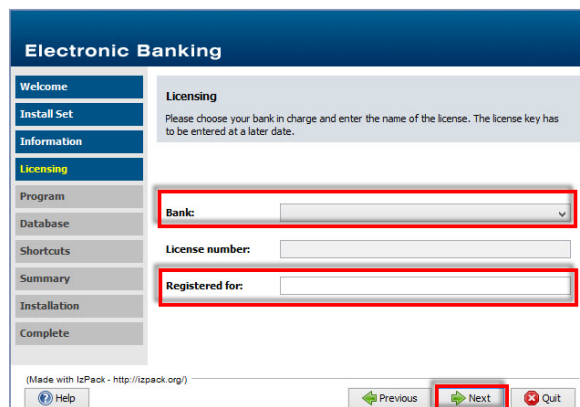 Electronic Banking
Welcome
Install Set
Information
Licensing
Program
Database
Shortcuts
Summary
Installation
Complete
Licensing
Please choose your bank in charge and enter the name of the license. The license key has
to be entered at a later date.
Bank:
License number:
Registered for:
(Made with IzPack - http://izpack.org/)
Help
Previous
Next
Quit